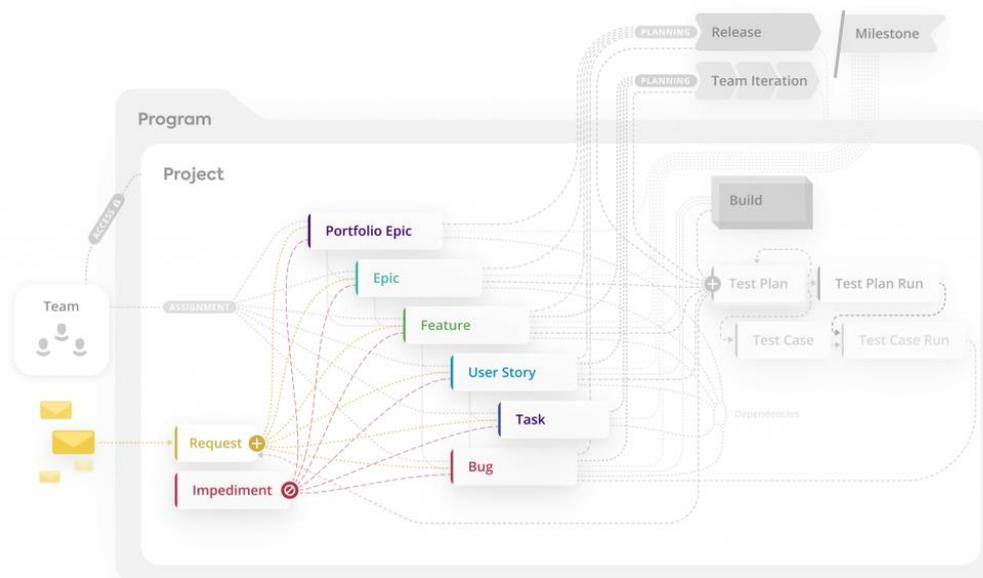 PLANNING
Release
Milestone
PLANNING
Team Iteration
Program
Project
ACCESS
Build
Portfolio Epic
Epic
Test Plan
Test Plan Run
Team
ASSIGNMENT
Feature
Test Case
Test Case Run
User Story
Task
Dependencies
Request
Bug
Impediment